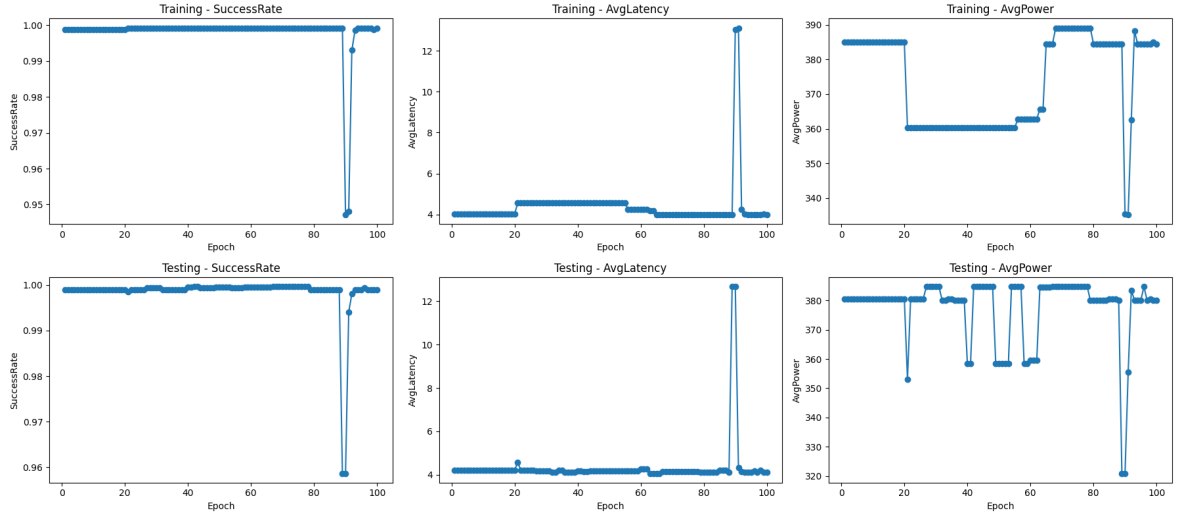 Training - SuccessRate
SuccessRate
1.00
0.99
0.98
0.97
0.96
0.95
0 20 40 60 80 100
Epoch
Training - AvgLatency
AvgLatency
12
10
8
6
4
0 20 40 60 80 100
Epoch
Training - AvgPower
AvgPower
390
380
370
360
350
340
0 20 40 60 80 100
Epoch
Testing - SuccessRate
SuccessRate
1.00
0.99
0.98
0.97
0.96
0 20 40 60 80 100
Epoch
Testing - AvgLatency
AvgLatency
12
10
8
6
4
0 20 40 60 80 100
Epoch
Testing - AvgPower
AvgPower
380
370
360
350
340
330
320
0 20 40 60 80 100
Epoch